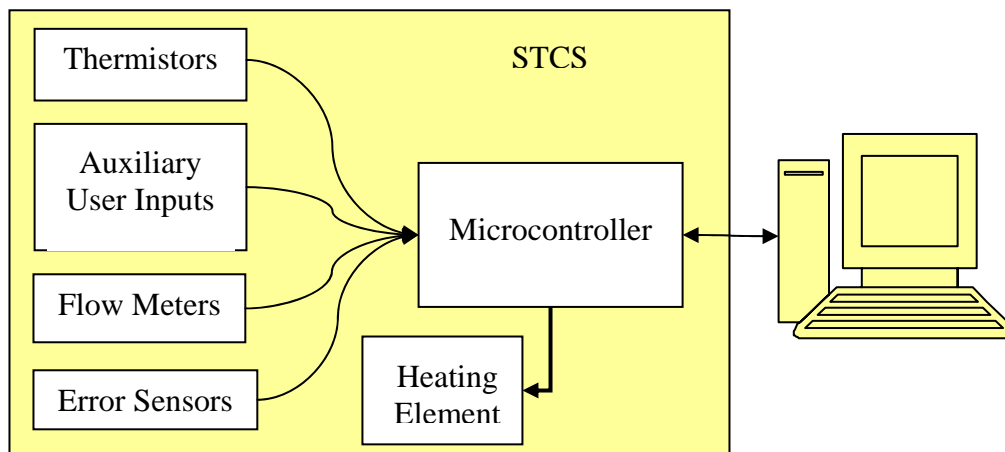 Thermistors
STCS
Auxiliary
User Inputs
Microcontroller
Flow Meters
Heating
Element
Error Sensors